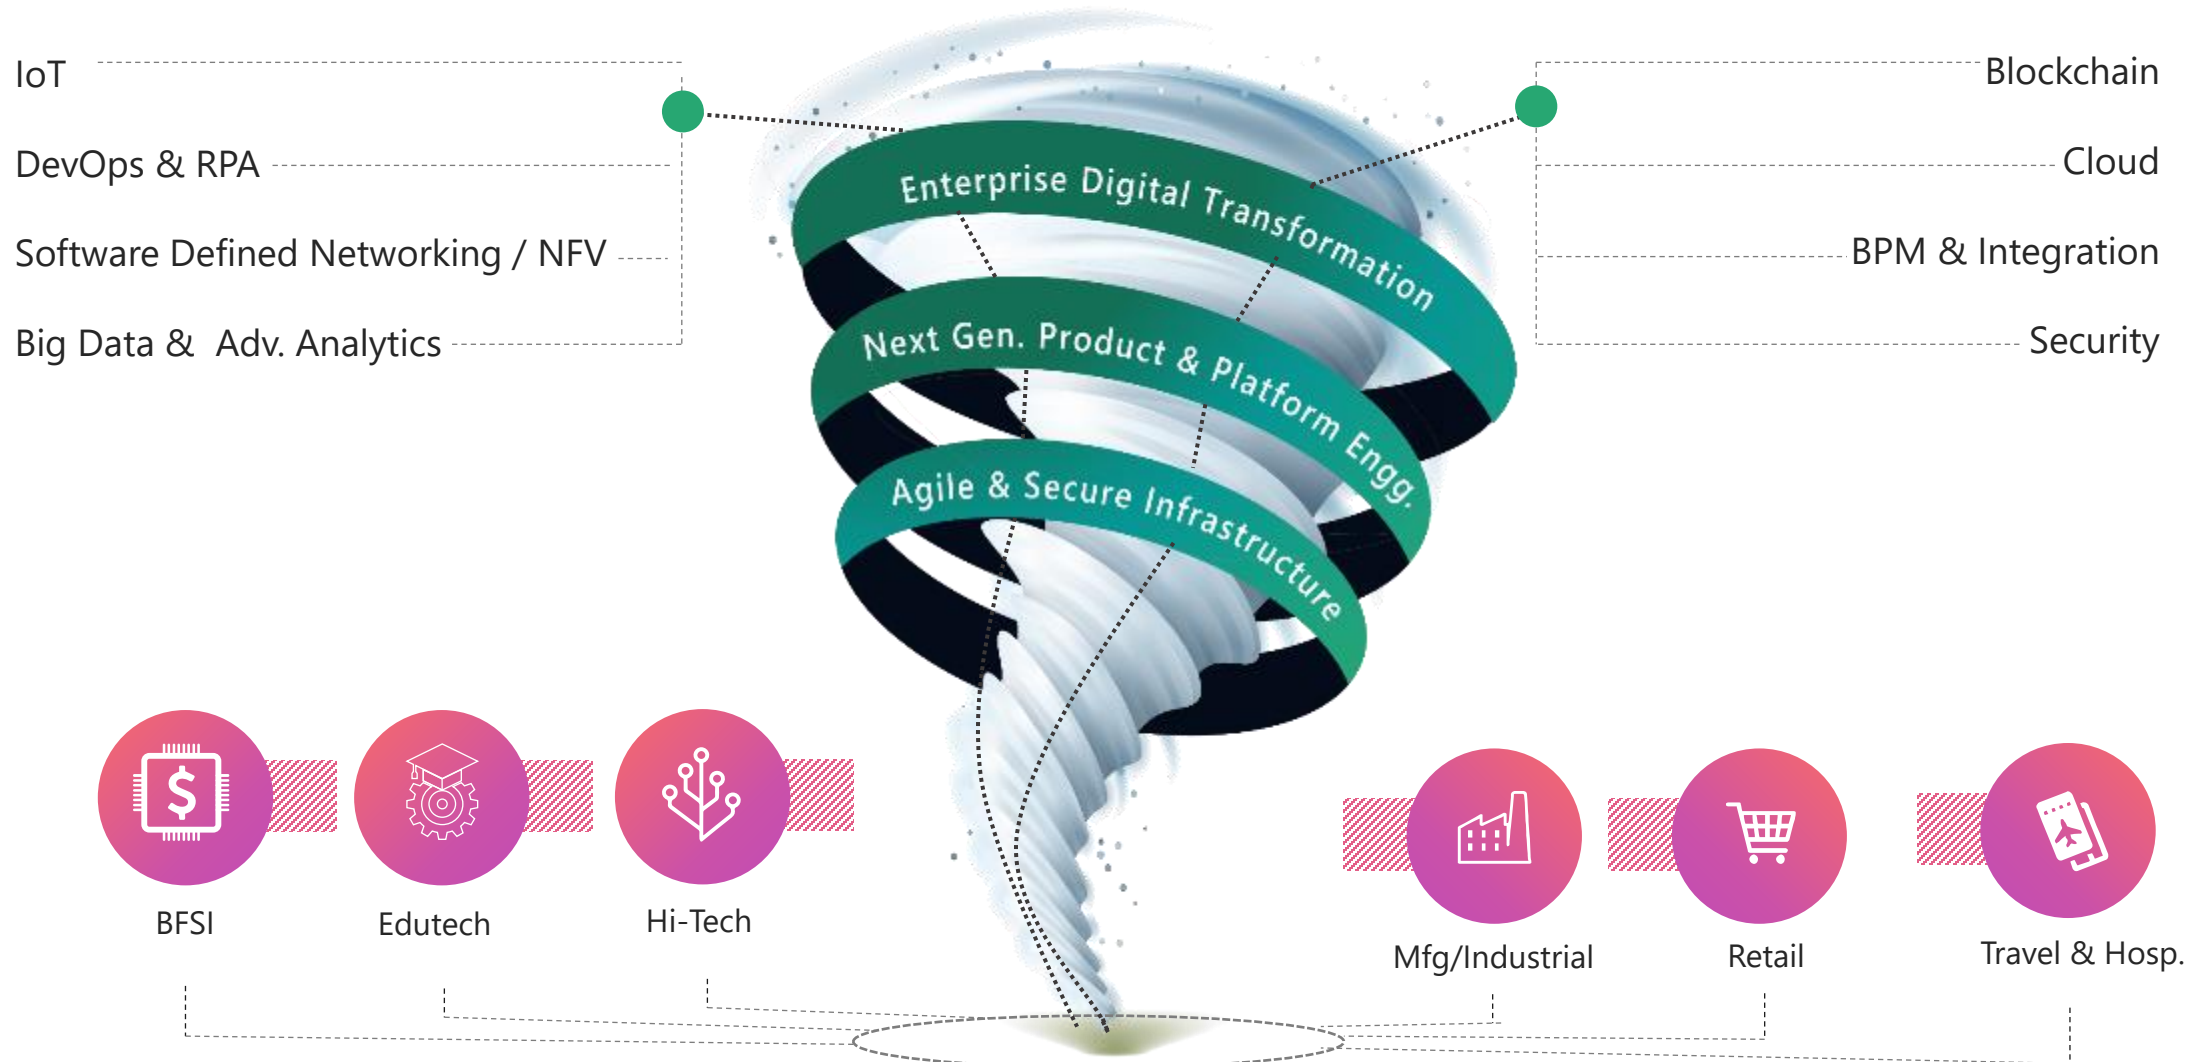 IoT
DevOps & RPA
Software Defined Networking / NFV
Big Data & Adv. Analytics
Blockchain
Cloud
BPM & Integration
Security
Enterprise Digital Transformation
Next Gen. Product & Platform Engg.
Agile & Secure Infrastructure
$
BFSI
Edutech
Hi-Tech
Mfg/Industrial
Retail
Travel & Hosp.